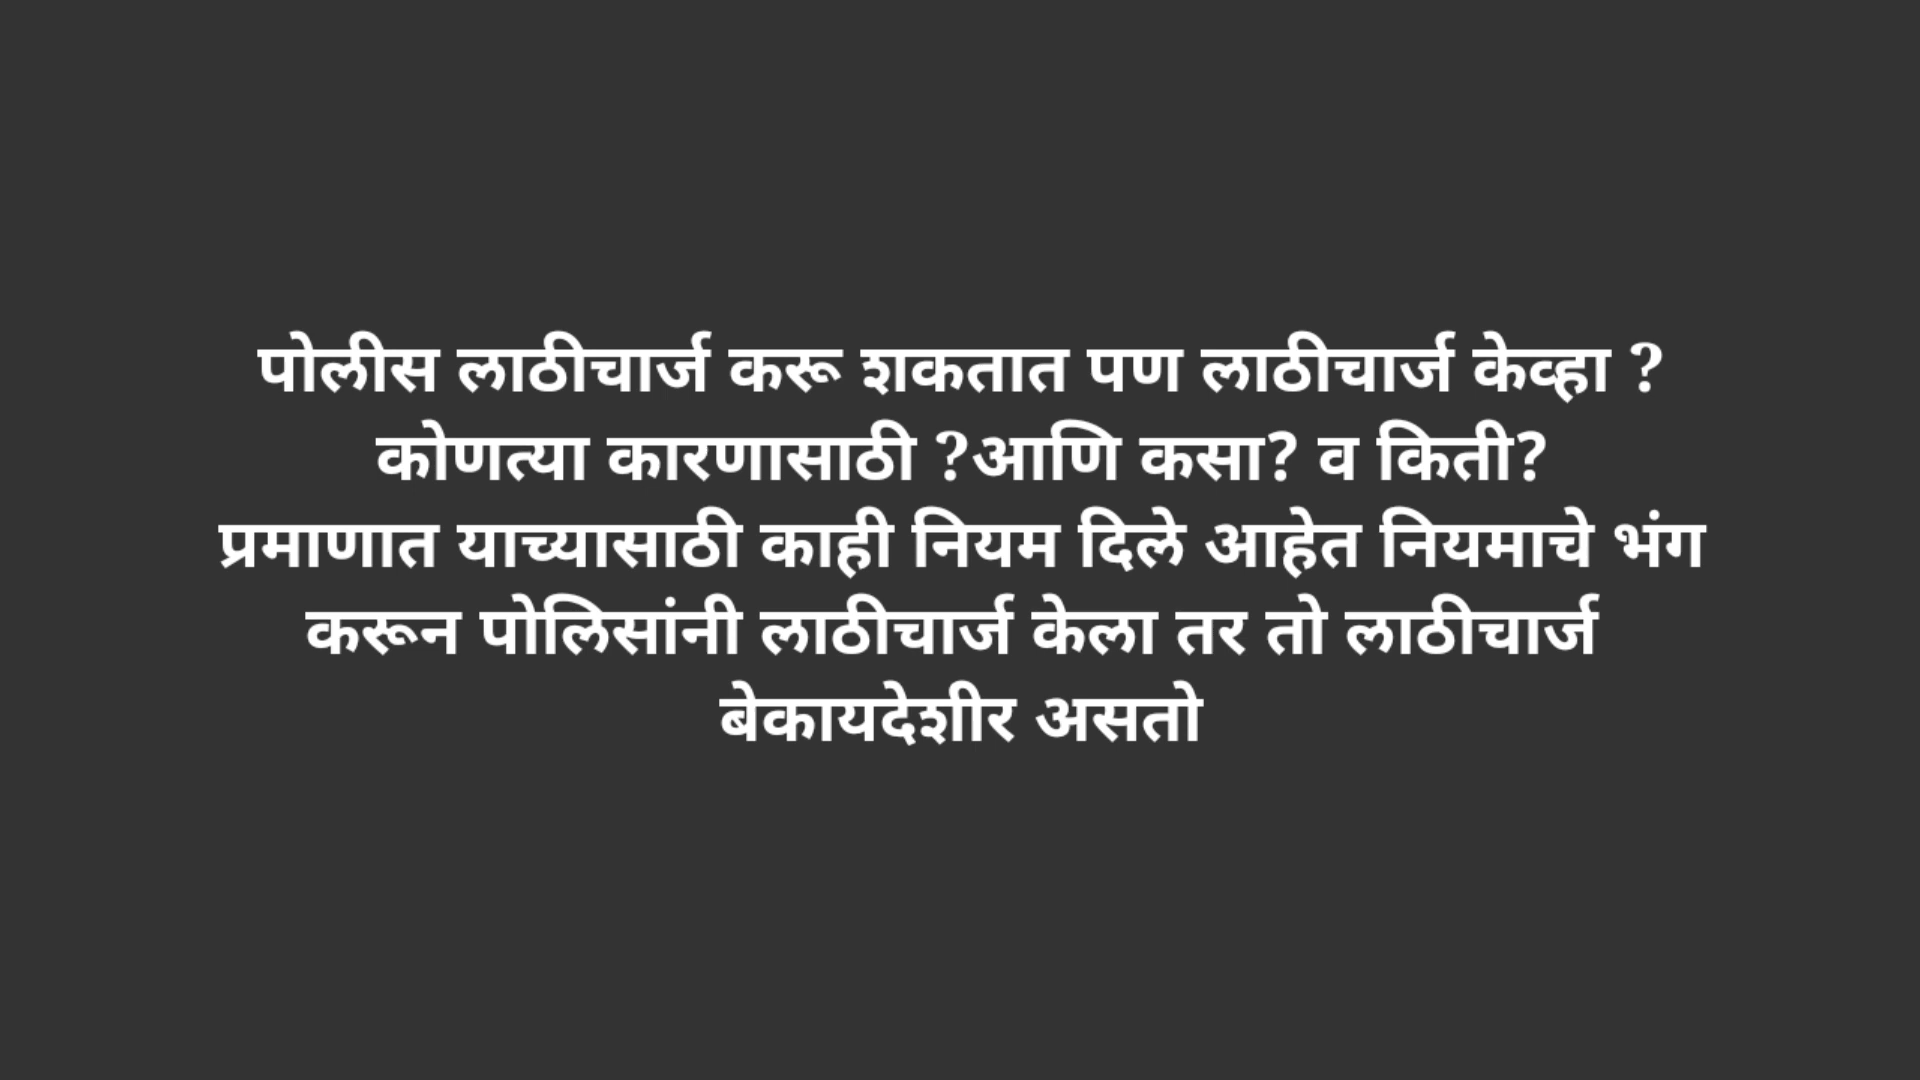 पोलीस लाठीचार्ज करू शकतात पण लाठीचार्ज केव्हा ?
कोणत्या कारणासाठी ?आणि कसा? व किती?
प्रमाणात याच्यासाठी काही नियम दिले आहेत नियमाचे भंग
करून पोलिसांनी लाठीचार्ज केला तर तो लाठीचार्ज
बेकायदेशीर असतो